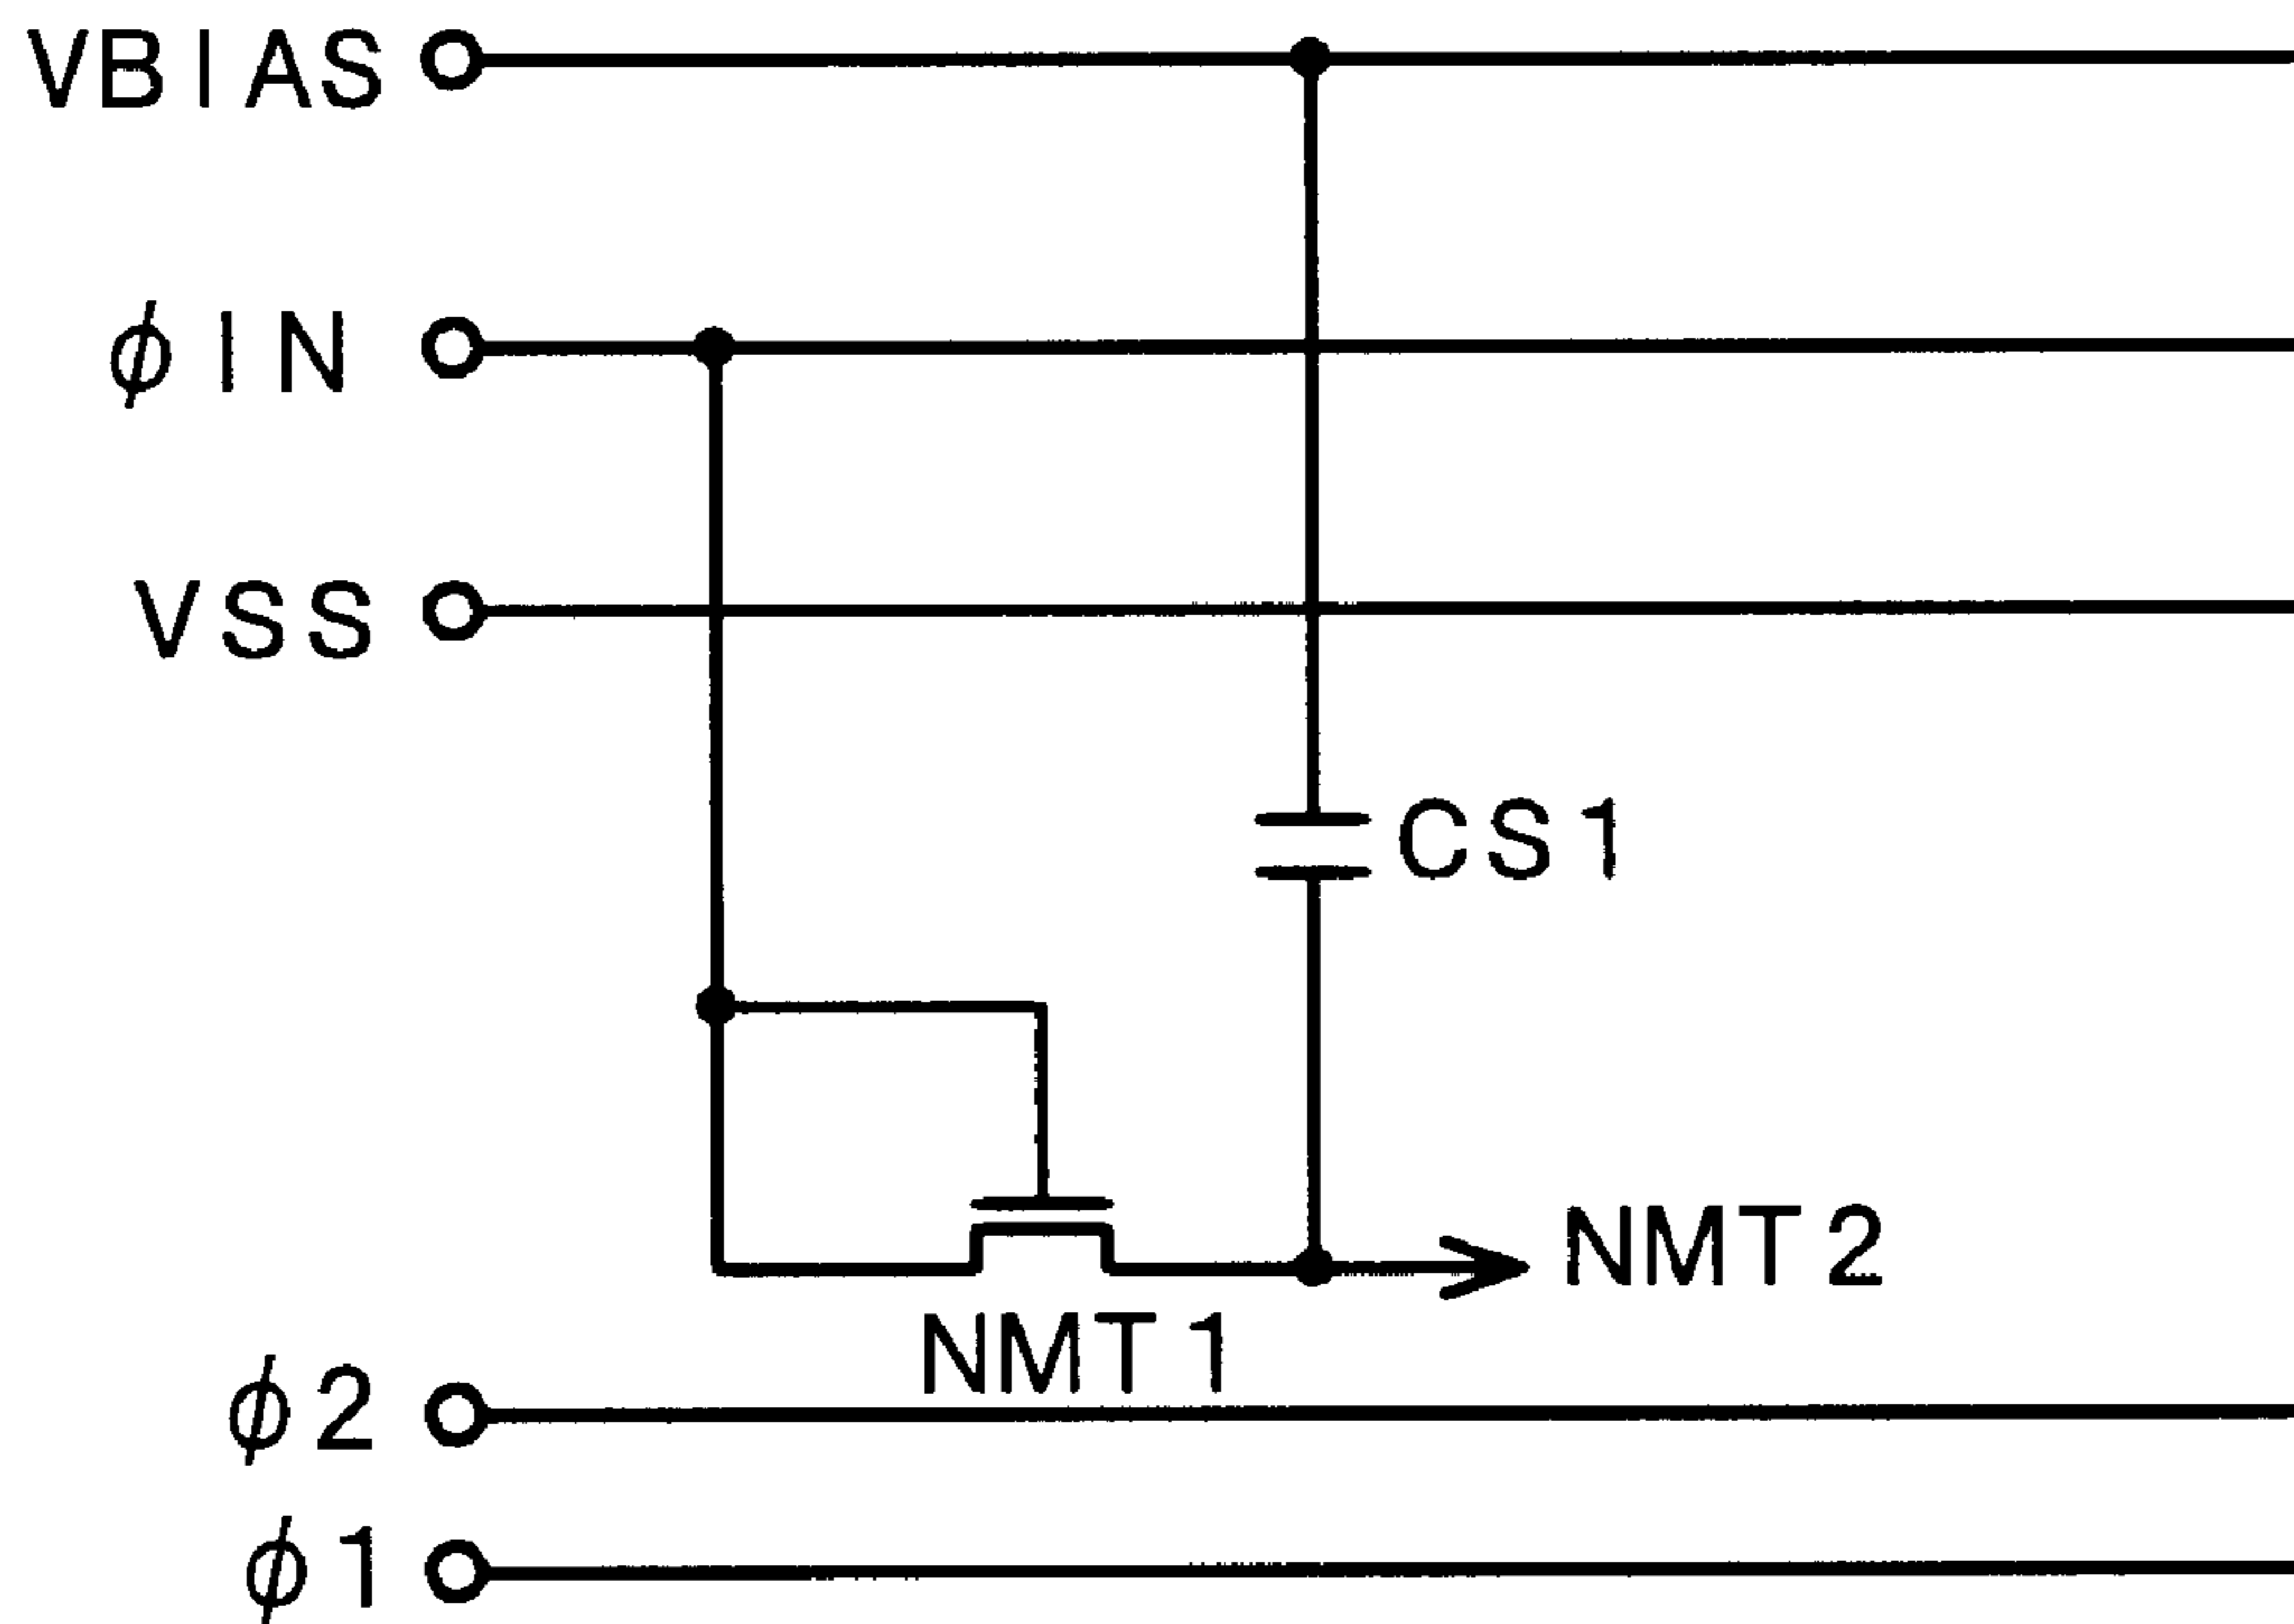 VBIAS
φIN
VSS
CS1
NMT2
NMT1
φ2
φ1